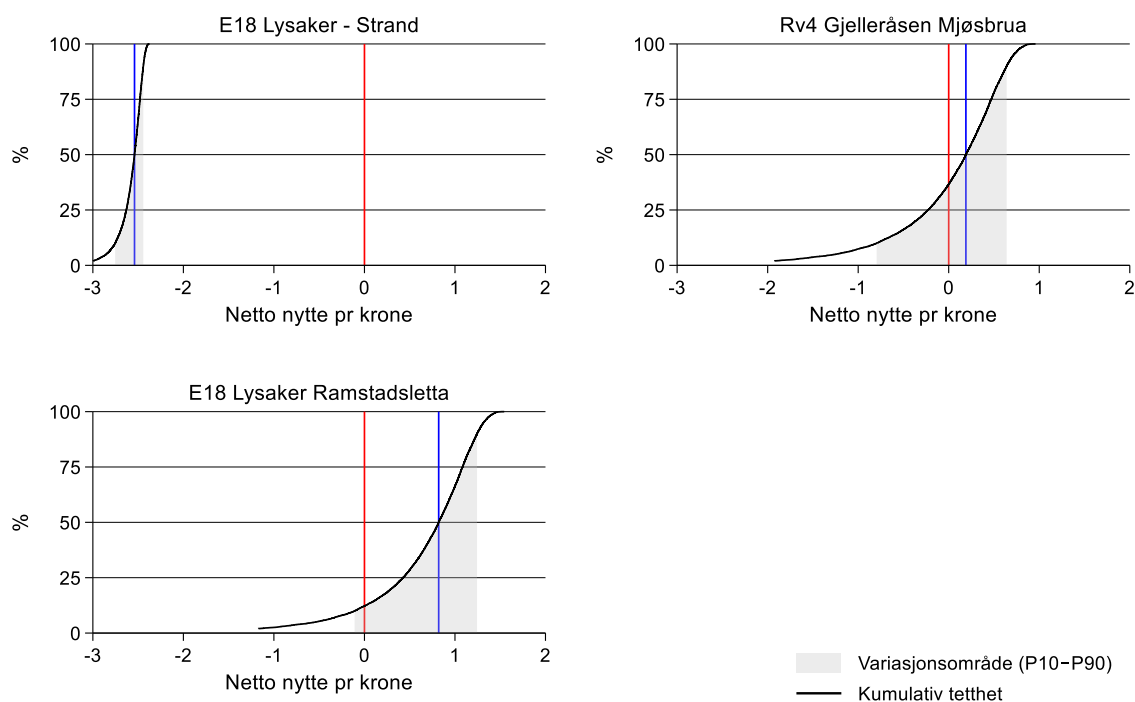 E18 Lysaker - Strand
100
75
50
25
0
%
-3 -2 -1 0 1 2
Netto nytte pr krone
Rv4 Gjelleråsen Mjøsbrua
100
75
50
25
0
%
-3 -2 -1 0 1 2
Netto nytte pr krone
E18 Lysaker Ramstadsletta
100
75
50
25
0
%
-3 -2 -1 0 1 2
Netto nytte pr krone
Variasjonsområde (P10−P90)
Kumulativ tetthet